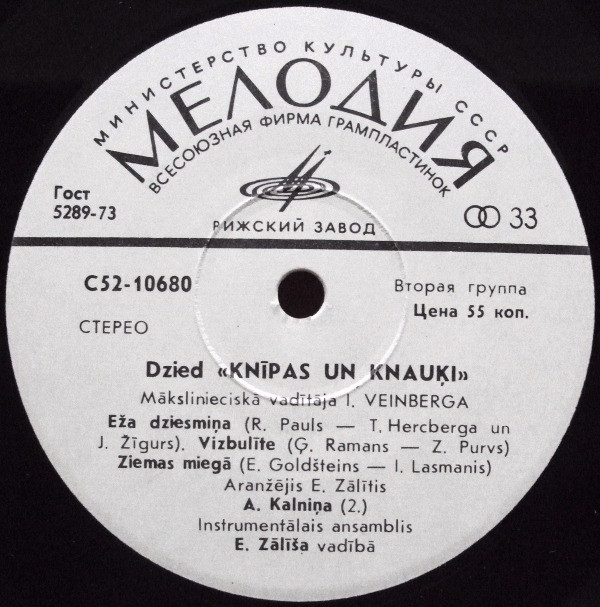 МИНИСТЕРСТВО КУЛЬТУРЫ СССР
МЕЛОДИЯ
ВСЕСОЮЗНАЯ ФИРМА ГРАМПЛАСТИНОК
Гост
5289-73
33
РИЖСКИЙ ЗАВОД
С52-10680
Вторая группа
Цена 55 коп.
СТЕРЕО
Dzied «KNĪPAS UN KNAUĶI»
Mākslinieciskā vadītāja I. VEINBERGA
Eža dziesmiņa (R. Pauls — T. Hercberga un
J. Žīgurs). Vizbulīte (Ģ. Ramans — Z. Purvs)
Ziemas miegā (E. Goldšteins — I. Lasmanis)
Aranžējis E. Zālītis
A. Kalniņa (2.)
Instrumentālais ansamblis
E. Zālīša vadībā